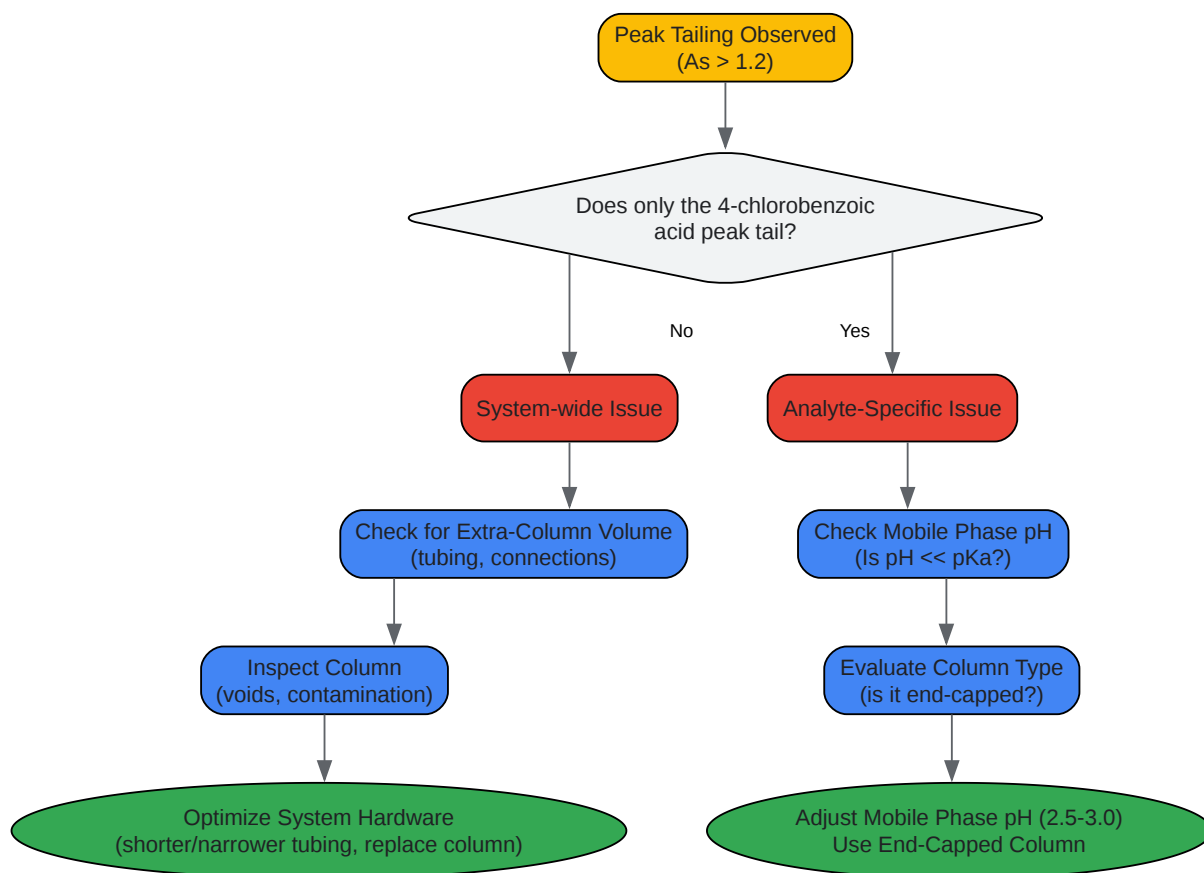 Peak Tailing Observed
(As > 1.2)
Does only the 4-chlorobenzoic
acid peak tail?
No
Yes
System-wide Issue
Analyte-Specific Issue
Check for Extra-Column Volume
(tubing, connections)
Check Mobile Phase pH
(Is pH << pKa?)
Inspect Column
(voids, contamination)
Evaluate Column Type
(is it end-capped?)
Optimize System Hardware
(shorter/narrower tubing, replace column)
Adjust Mobile Phase pH (2.5-3.0)
Use End-Capped Column